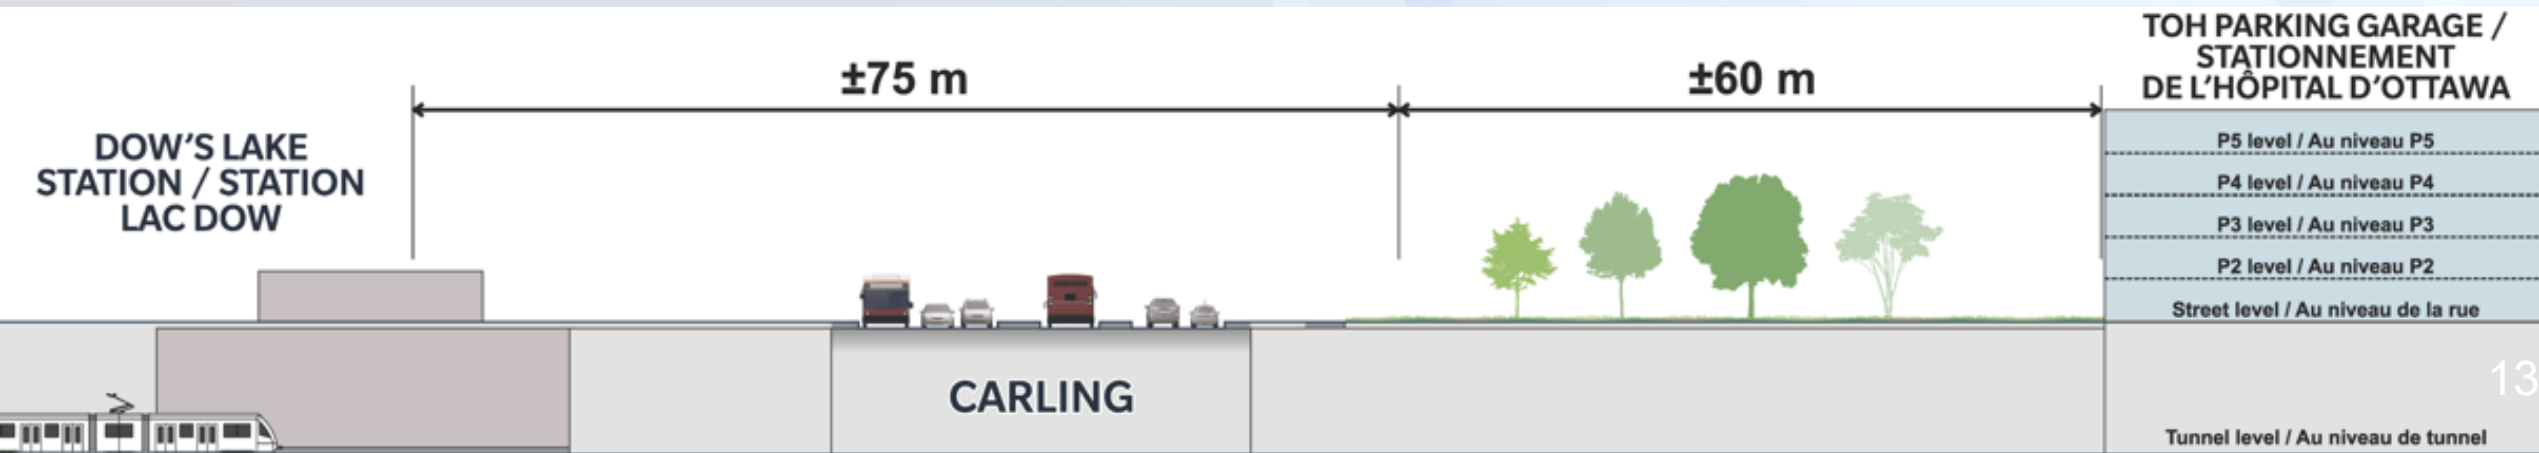 DOW'S LAKE
STATION / STATION
LAC DOW
±75 m
±60 m
TOH PARKING GARAGE /
STATIONNEMENT
DE L'HÔPITAL D'OTTAWA
P5 level / Au niveau P5
P4 level / Au niveau P4
P3 level / Au niveau P3
P2 level / Au niveau P2
Street level / Au niveau de la rue
CARLING
13
Tunnel level / Au niveau de tunnel